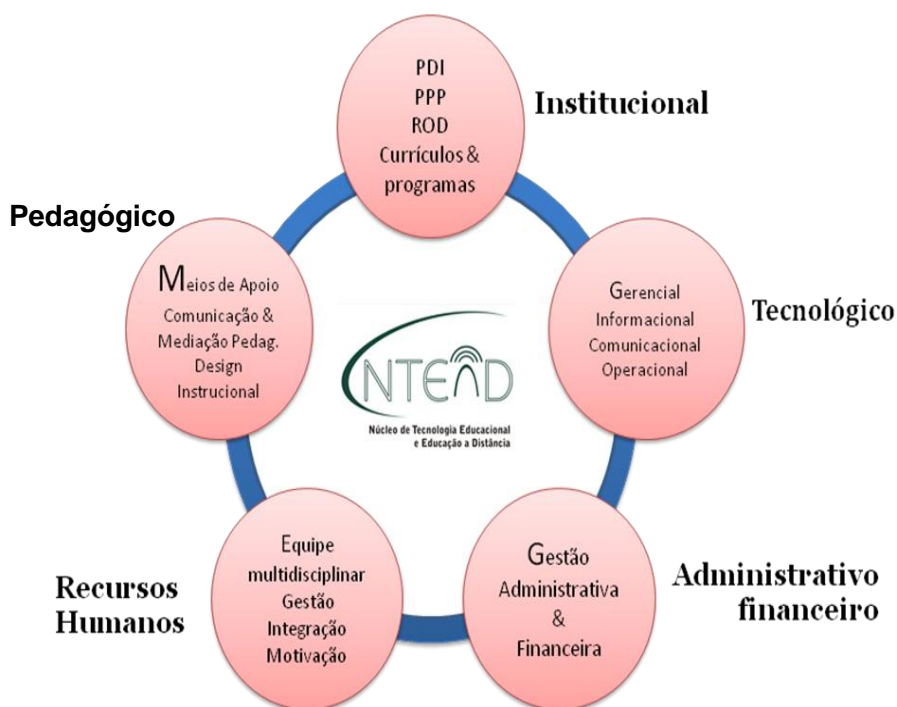 PDI
PPP
ROD
Currículos &
programas
Institucional
Pedagógico
Meios de Apoio
Comunicação &
Mediação Pedag.
Design
Instrucional
Gerencial
Informacional
Comunicacional
Operacional
Tecnológico
NTEAD
Núcleo de Tecnologia Educacional
e Educação a Distância
Recursos
Humanos
Equipe
multidisciplinar
Gestão
Integração
Motivação
Gestão
Administrativa
&
Financeira
Administrativo
financeiro